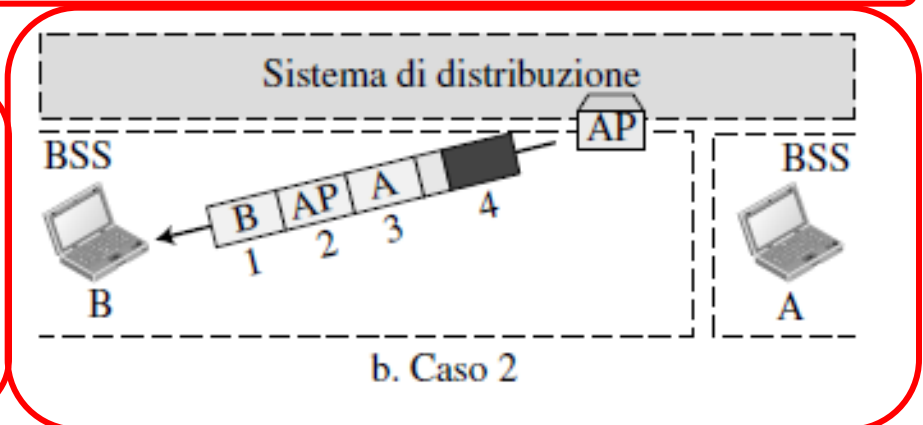 Sistema di distribuzione
AP
BSS
BSS
B AP A
1 2 3 4
B
A
b. Caso 2